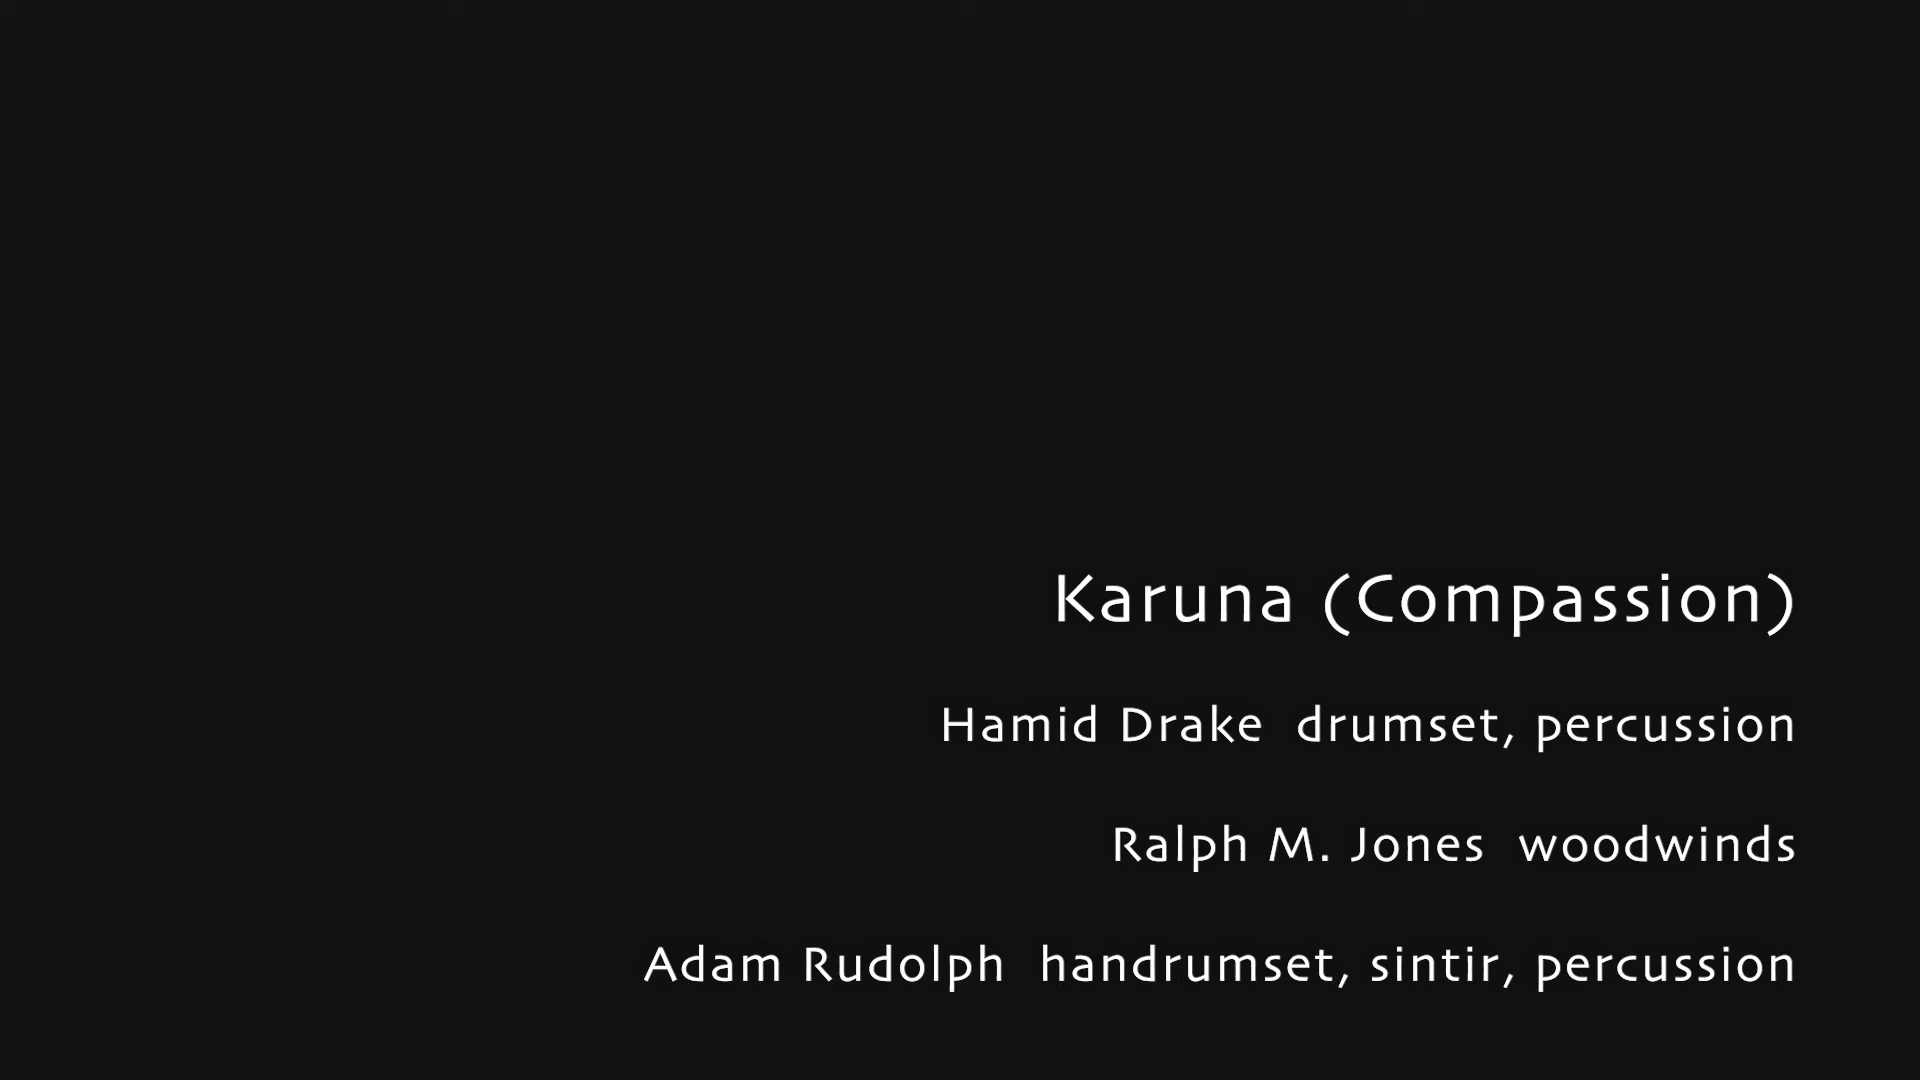 Karuna (Compassion)
Hamid Drake  drumset, percussion
Ralph M. Jones  woodwinds
Adam Rudolph  handrumset, sintir, percussion